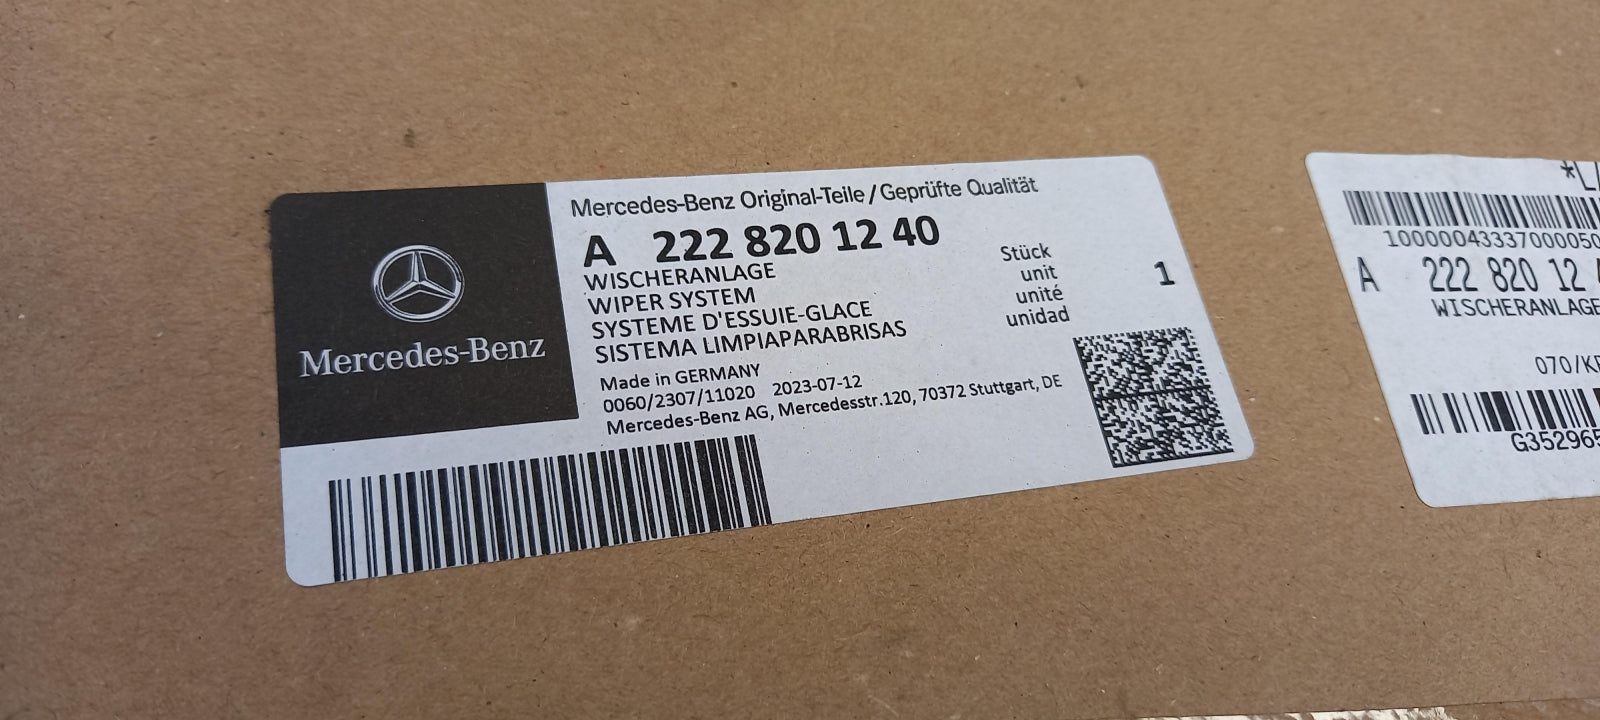 Mercedes-Benz
Mercedes-Benz Original-Teile / Geprüfte Qualität
A 222 820 12 40
WISCHERANLAGE
WIPER SYSTEM
SYSTEME D'ESSUIE-GLACE
SISTEMA LIMPIAPARABRISAS
Stück
unit
unité
unidad
1
Made in GERMANY
0060/2307/11020 2023-07-12
Mercedes-Benz AG, Mercedesstr.120, 70372 Stuttgart, DE
10000043337000050
A 222 820 12
WISCHERANLAGE
070/K
G352965